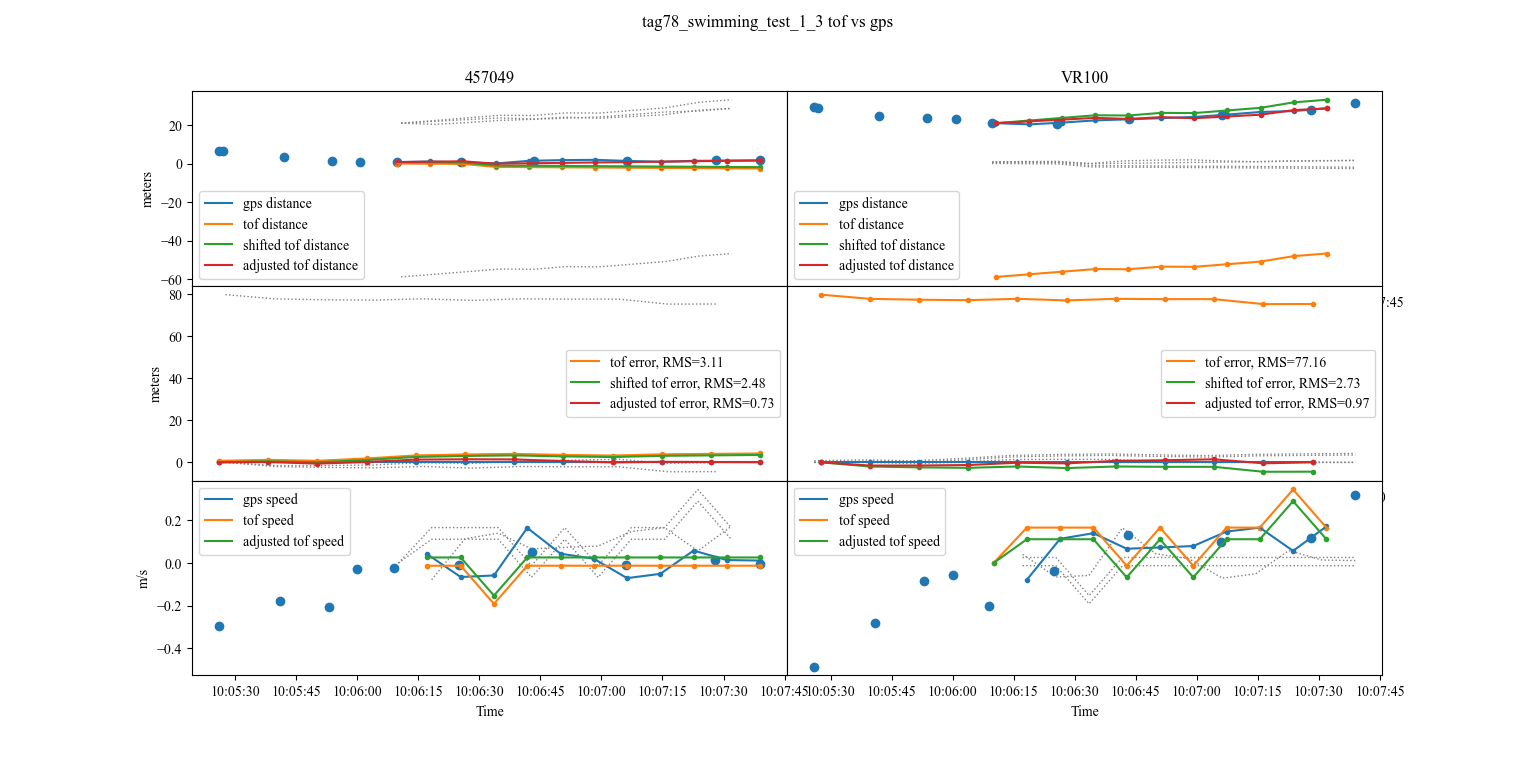 tag78_swimming_test_1_3 tof vs gps
457049
VR100
meters
20
0
−20
−40
−60
gps distance
tof distance
shifted tof distance
adjusted tof distance
gps distance
tof distance
shifted tof distance
adjusted tof distance
meters
80
60
40
20
0
tof error, RMS=3.11
shifted tof error, RMS=2.48
adjusted tof error, RMS=0.73
tof error, RMS=77.16
shifted tof error, RMS=2.73
adjusted tof error, RMS=0.97
7:45
0
m/s
0.2
0.0
−0.2
−0.4
gps speed
tof speed
adjusted tof speed
gps speed
tof speed
adjusted tof speed
10:05:30 10:05:45 10:06:00 10:06:15 10:06:30 10:06:45 10:07:00 10:07:15 10:07:30 10:07:45
10:05:30 10:05:45 10:06:00 10:06:15 10:06:30 10:06:45 10:07:00 10:07:15 10:07:30 10:07:45
Time
Time